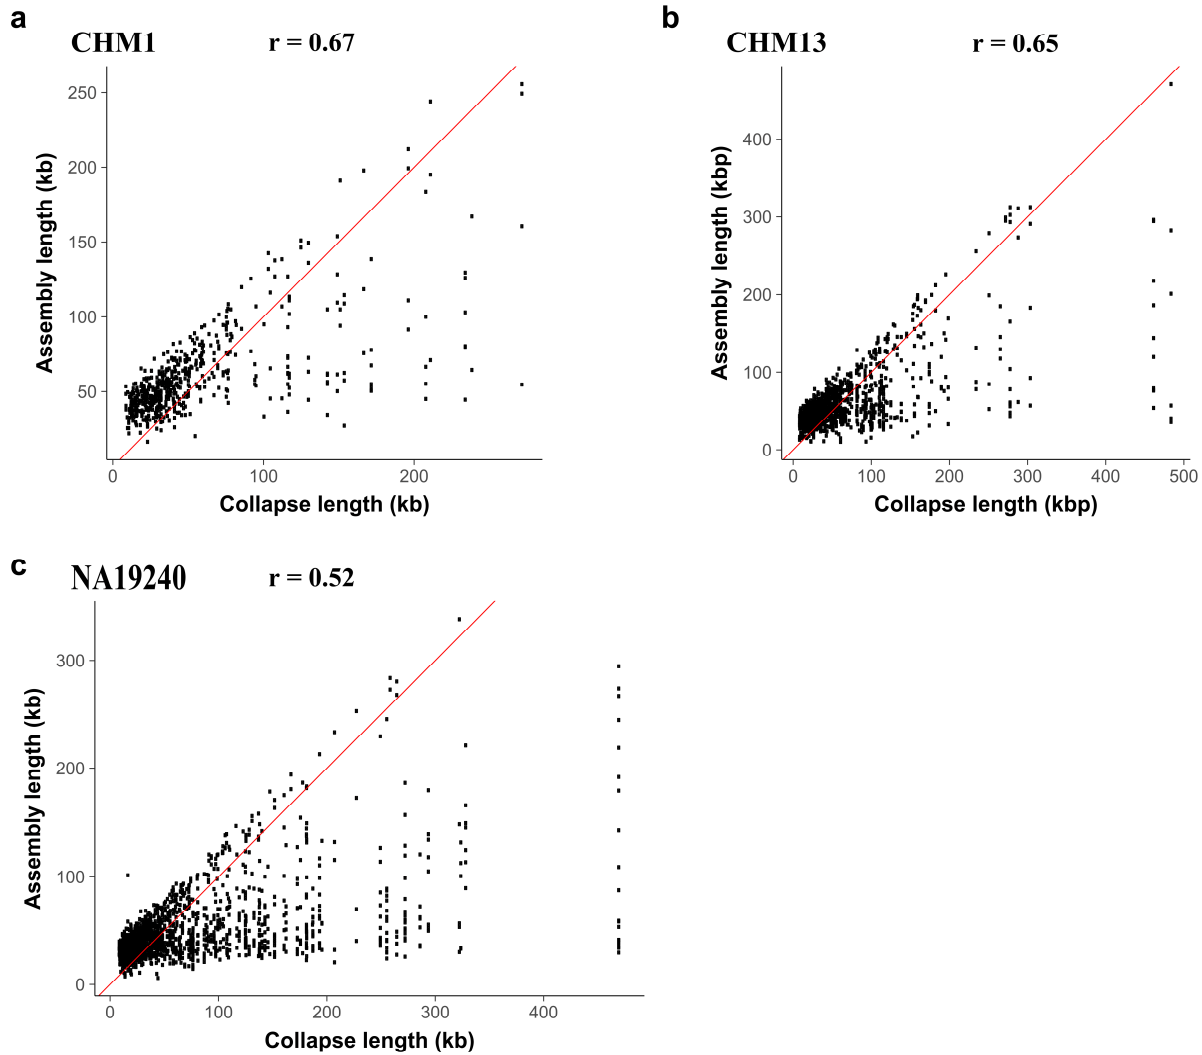 a
CHM1 r = 0.67
250
200
150
100
50
0 100 200
Assembly length (kb)
Collapse length (kb)
b
CHM13 r = 0.65
400
300
200
100
0
0 100 200 300 400 500
Assembly length (kbp)
Collapse length (kbp)
c
NA19240 r = 0.52
300
200
100
0
0 100 200 300 400
Assembly length (kb)
Collapse length (kb)